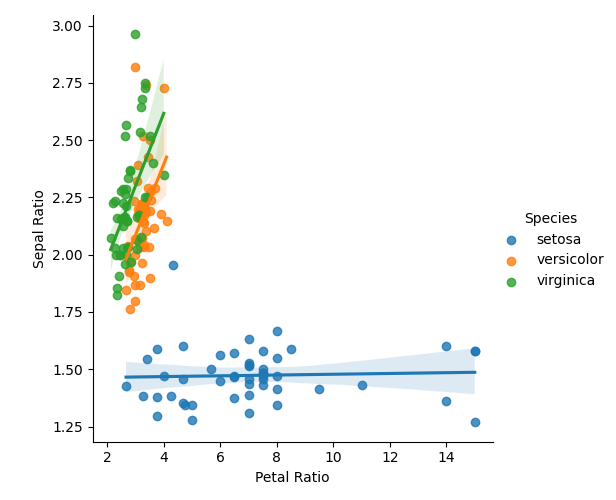 3.00
2.75
2.50
2.25
2.00
1.75
1.50
1.25
Sepal Ratio
2 4 6 8 10 12 14
Petal Ratio
Species
setosa
versicolor
virginica